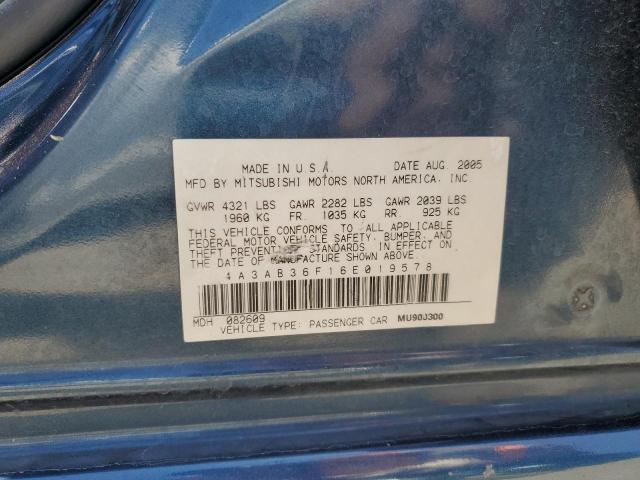 MADE IN U.S.A. DATE AUG. 2005
MFD BY MITSUBISHI MOTORS NORTH AMERICA, INC.
GVWR 4321 LBS GAWR 2282 LBS GAWR 2039 LBS
1960 KG FR. 1035 KG RR. 925 KG
THIS VEHICLE CONFORMS TO ALL APPLICABLE
FEDERAL MOTOR VEHICLE SAFETY, BUMPER, AND
THEFT PREVENTION STANDARDS IN EFFECT ON
THE DATE OF MANUFACTURE SHOWN ABOVE.
4A3AB36F16E019578
MDH 082609
VEHICLE TYPE: PASSENGER CAR MU90J300